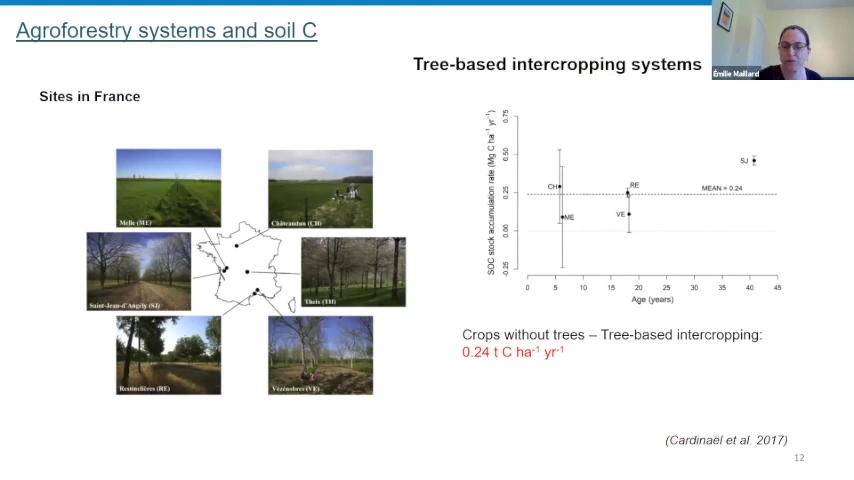 Agroforestry systems and soil C
Émilie Maillard
Tree-based intercropping systems
Sites in France
Melle (ME)
Châteaudun (CH)
Saint-Jean-d'Angély (SJ)
Theix (TH)
Restinclières (RE)
Vézénobres (VE)
SOC stock accumulation rate (Mg C ha⁻¹ yr⁻¹)
0.75
0.50
0.25
0.00
-0.25
CH
ME
RE
VE
SJ
MEAN = 0.24
0 5 10 15 20 25 30 35 40 45
Age (years)
Crops without trees – Tree-based intercropping:
0.24 t C ha⁻¹ yr⁻¹
(Cardinaël et al. 2017)
12